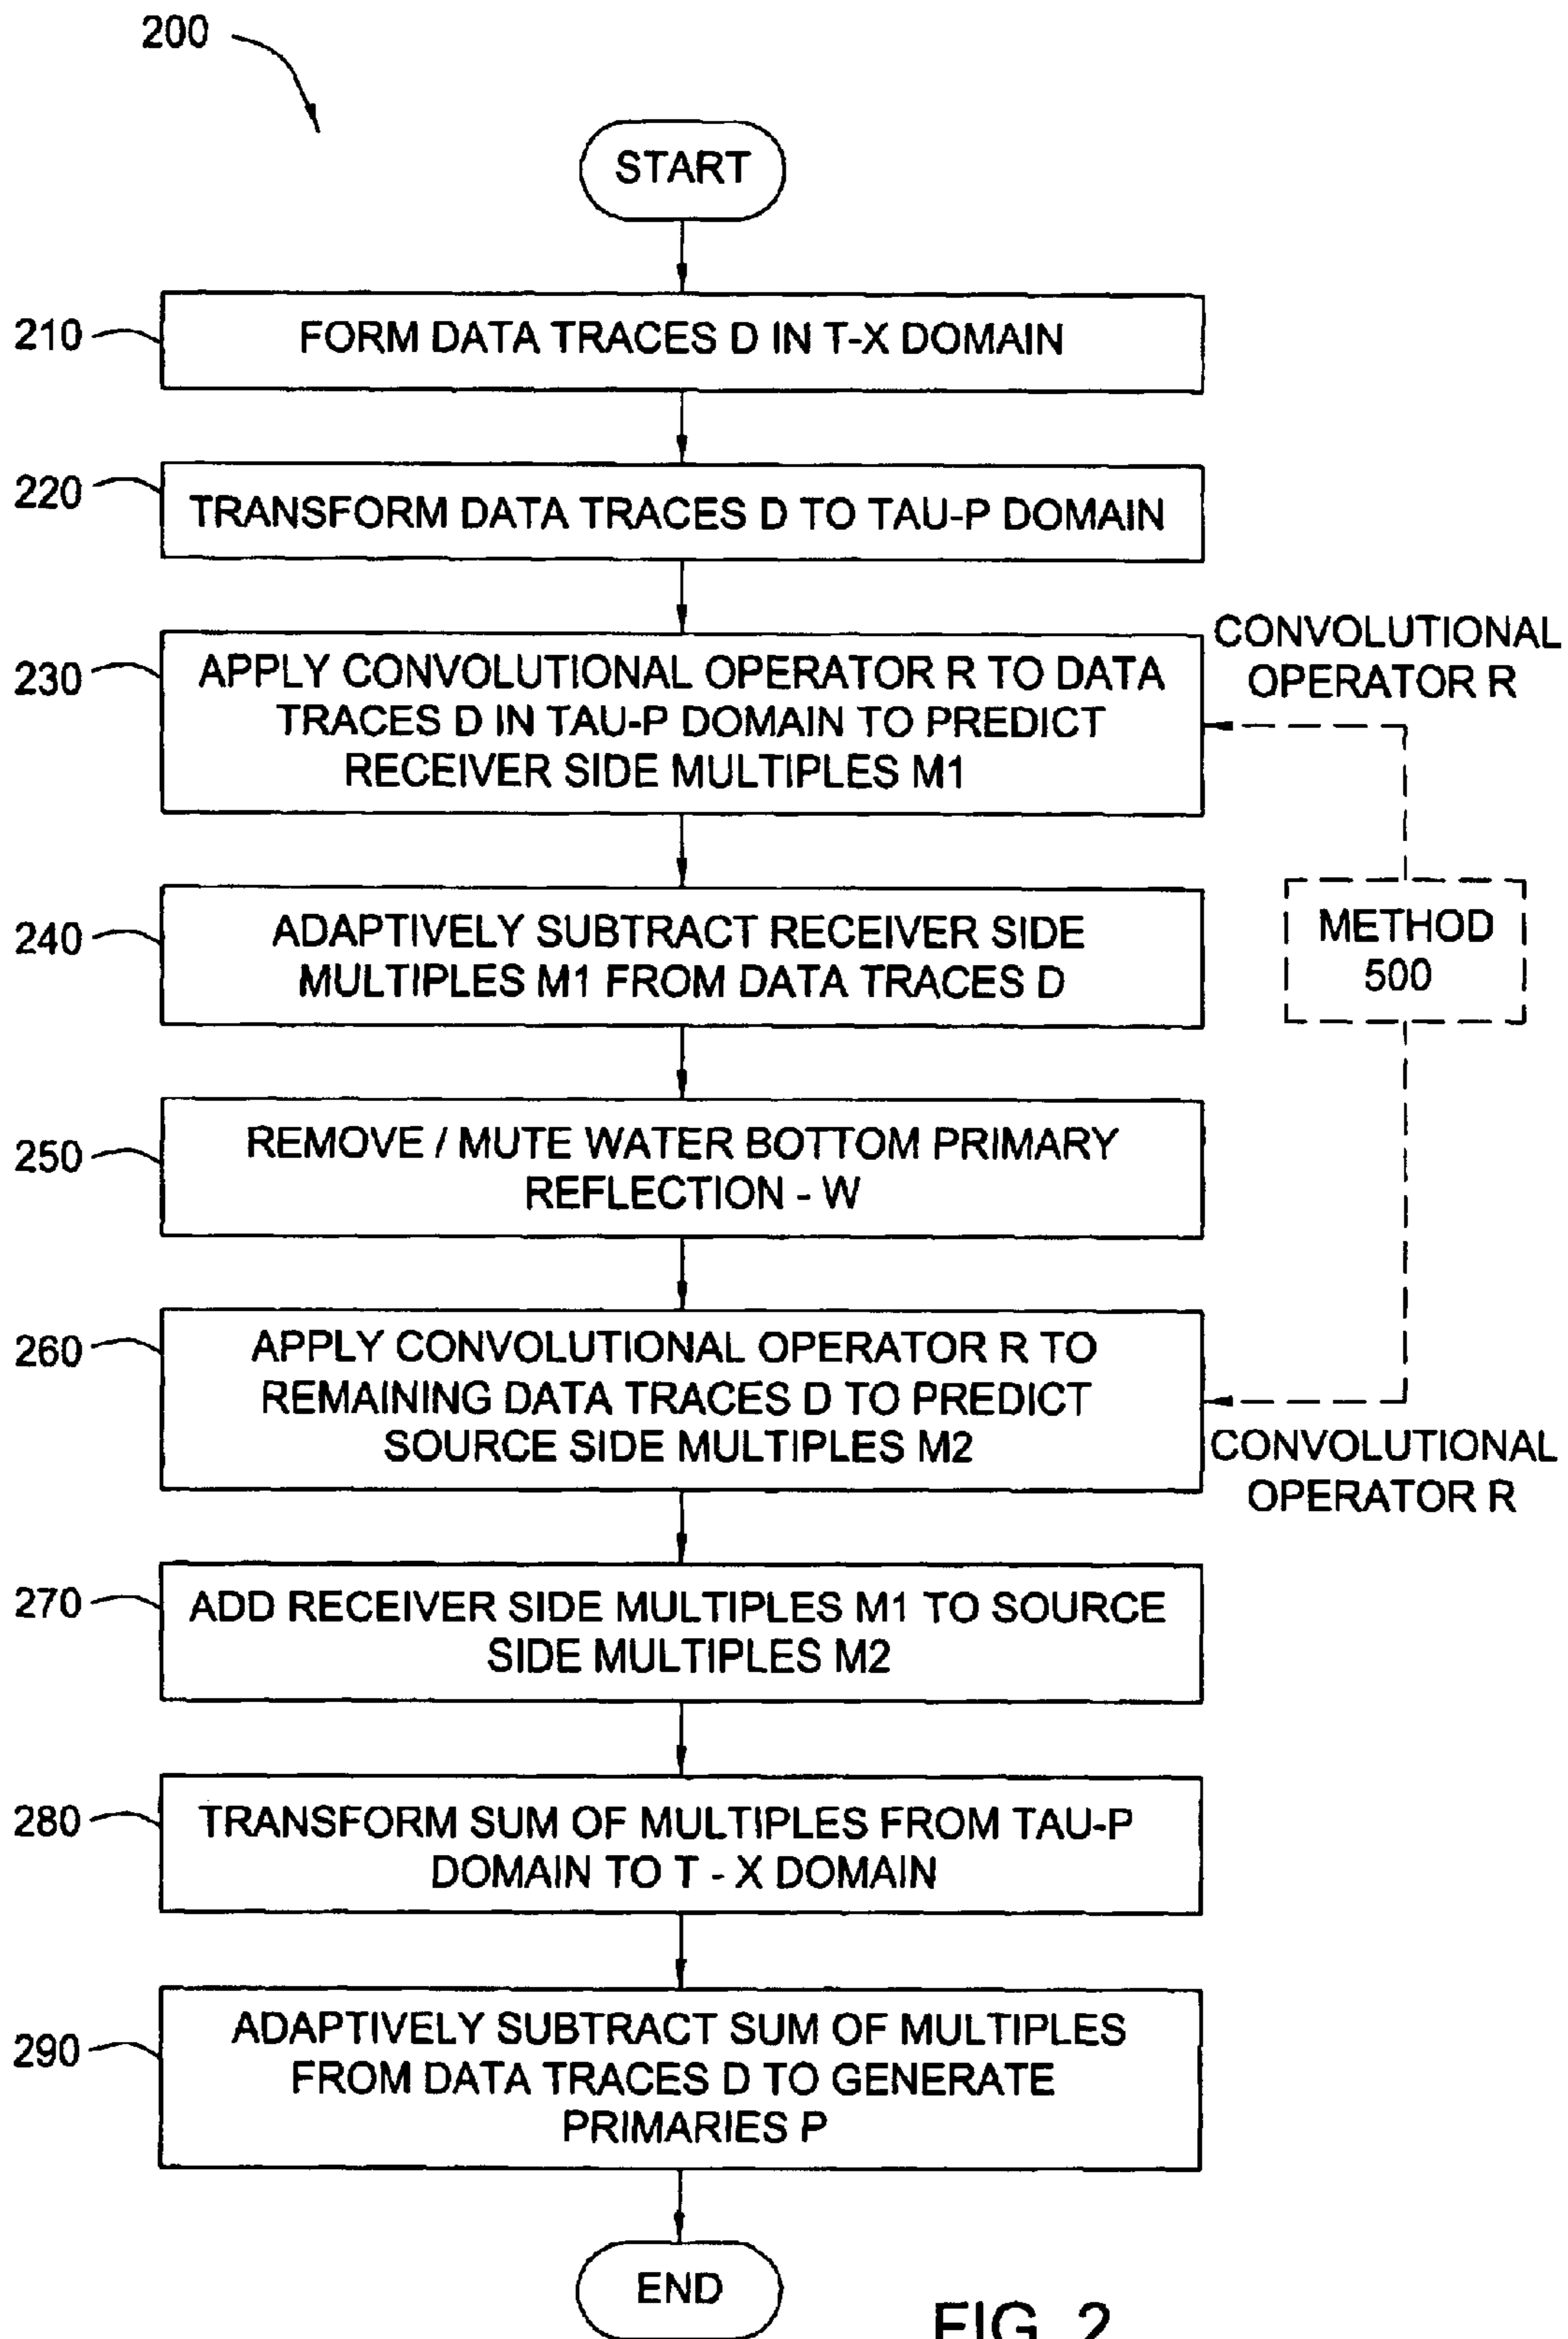 200
START
210
FORM DATA TRACES D IN T-X DOMAIN
220
TRANSFORM DATA TRACES D TO TAU-P DOMAIN
230
APPLY CONVOLUTIONAL OPERATOR R TO DATA
TRACES D IN TAU-P DOMAIN TO PREDICT
RECEIVER SIDE MULTIPLES M1
CONVOLUTIONAL
OPERATOR R
240
ADAPTIVELY SUBTRACT RECEIVER SIDE
MULTIPLES M1 FROM DATA TRACES D
METHOD
500
250
REMOVE / MUTE WATER BOTTOM PRIMARY
REFLECTION - W
260
APPLY CONVOLUTIONAL OPERATOR R TO
REMAINING DATA TRACES D TO PREDICT
SOURCE SIDE MULTIPLES M2
CONVOLUTIONAL
OPERATOR R
270
ADD RECEIVER SIDE MULTIPLES M1 TO SOURCE
SIDE MULTIPLES M2
280
TRANSFORM SUM OF MULTIPLES FROM TAU-P
DOMAIN TO T - X DOMAIN
290
ADAPTIVELY SUBTRACT SUM OF MULTIPLES
FROM DATA TRACES D TO GENERATE
PRIMARIES P
END
FIG. 2